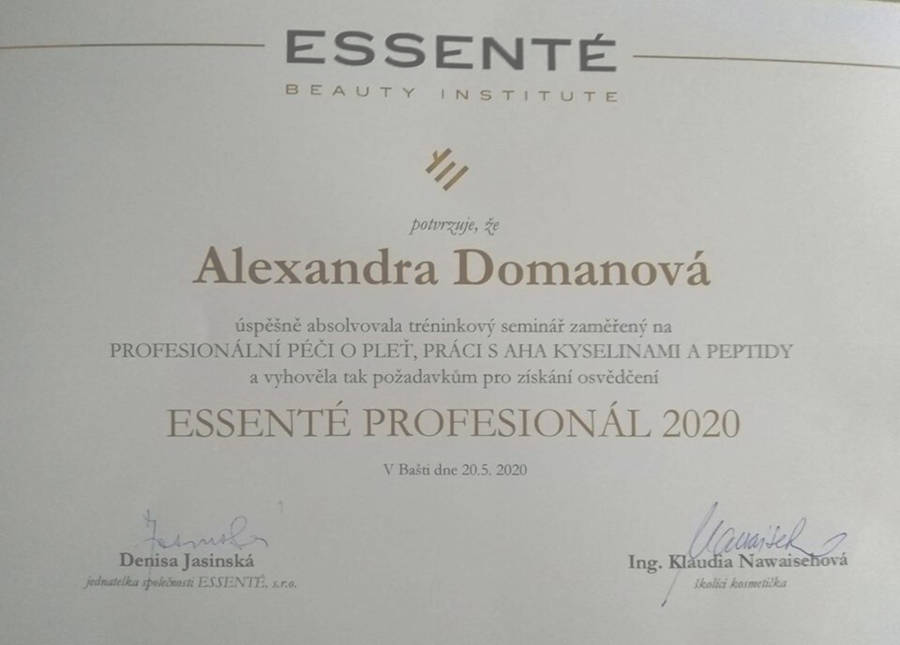 ESSENTÉ
BEAUTY INSTITUTE
potvrzuje, že
Alexandra Domanová
úspěšně absolvovala tréninkový seminář zaměřený na
PROFESIONÁLNÍ PÉČI O PLEŤ, PRÁCI S AHA KYSELINAMI A PEPTIDY
a vyhověla tak požadavkům pro získání osvědčení
ESSENTÉ PROFESIONÁL 2020
V Bašti dne 20.5. 2020
Denisa Jasinská
jednatelka společnosti ESSENTÉ, s.r.o.
Ing. Klaudia Nawaisehová
školící kosmetička